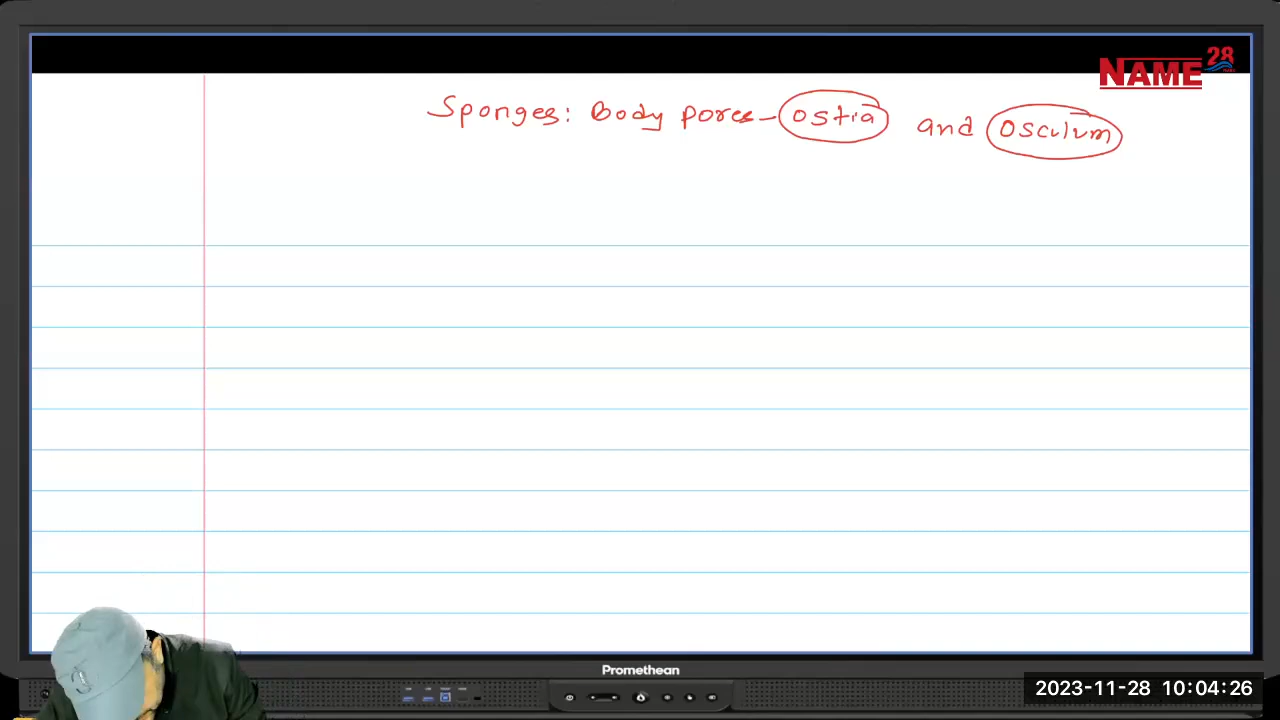 NAME 28
Sponges: Body pores - Ostia and Osculum
Promethean
2023-11-28 10:04:26